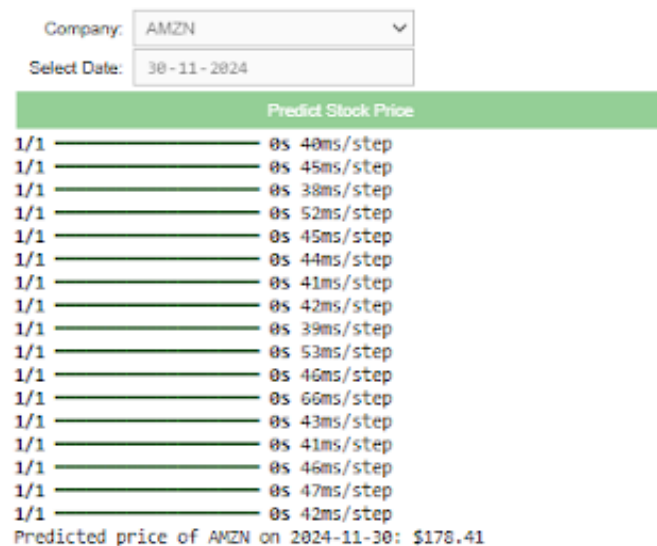 Company: AMZN
Select Date: 30-11-2024
Predict Stock Price
1/1 ━━━━━━━━━━━━━━━━━━━━ 0s 40ms/step
1/1 ━━━━━━━━━━━━━━━━━━━━ 0s 45ms/step
1/1 ━━━━━━━━━━━━━━━━━━━━ 0s 38ms/step
1/1 ━━━━━━━━━━━━━━━━━━━━ 0s 52ms/step
1/1 ━━━━━━━━━━━━━━━━━━━━ 0s 45ms/step
1/1 ━━━━━━━━━━━━━━━━━━━━ 0s 44ms/step
1/1 ━━━━━━━━━━━━━━━━━━━━ 0s 41ms/step
1/1 ━━━━━━━━━━━━━━━━━━━━ 0s 42ms/step
1/1 ━━━━━━━━━━━━━━━━━━━━ 0s 39ms/step
1/1 ━━━━━━━━━━━━━━━━━━━━ 0s 53ms/step
1/1 ━━━━━━━━━━━━━━━━━━━━ 0s 46ms/step
1/1 ━━━━━━━━━━━━━━━━━━━━ 0s 66ms/step
1/1 ━━━━━━━━━━━━━━━━━━━━ 0s 43ms/step
1/1 ━━━━━━━━━━━━━━━━━━━━ 0s 41ms/step
1/1 ━━━━━━━━━━━━━━━━━━━━ 0s 46ms/step
1/1 ━━━━━━━━━━━━━━━━━━━━ 0s 47ms/step
1/1 ━━━━━━━━━━━━━━━━━━━━ 0s 42ms/step
Predicted price of AMZN on 2024-11-30: $178.41